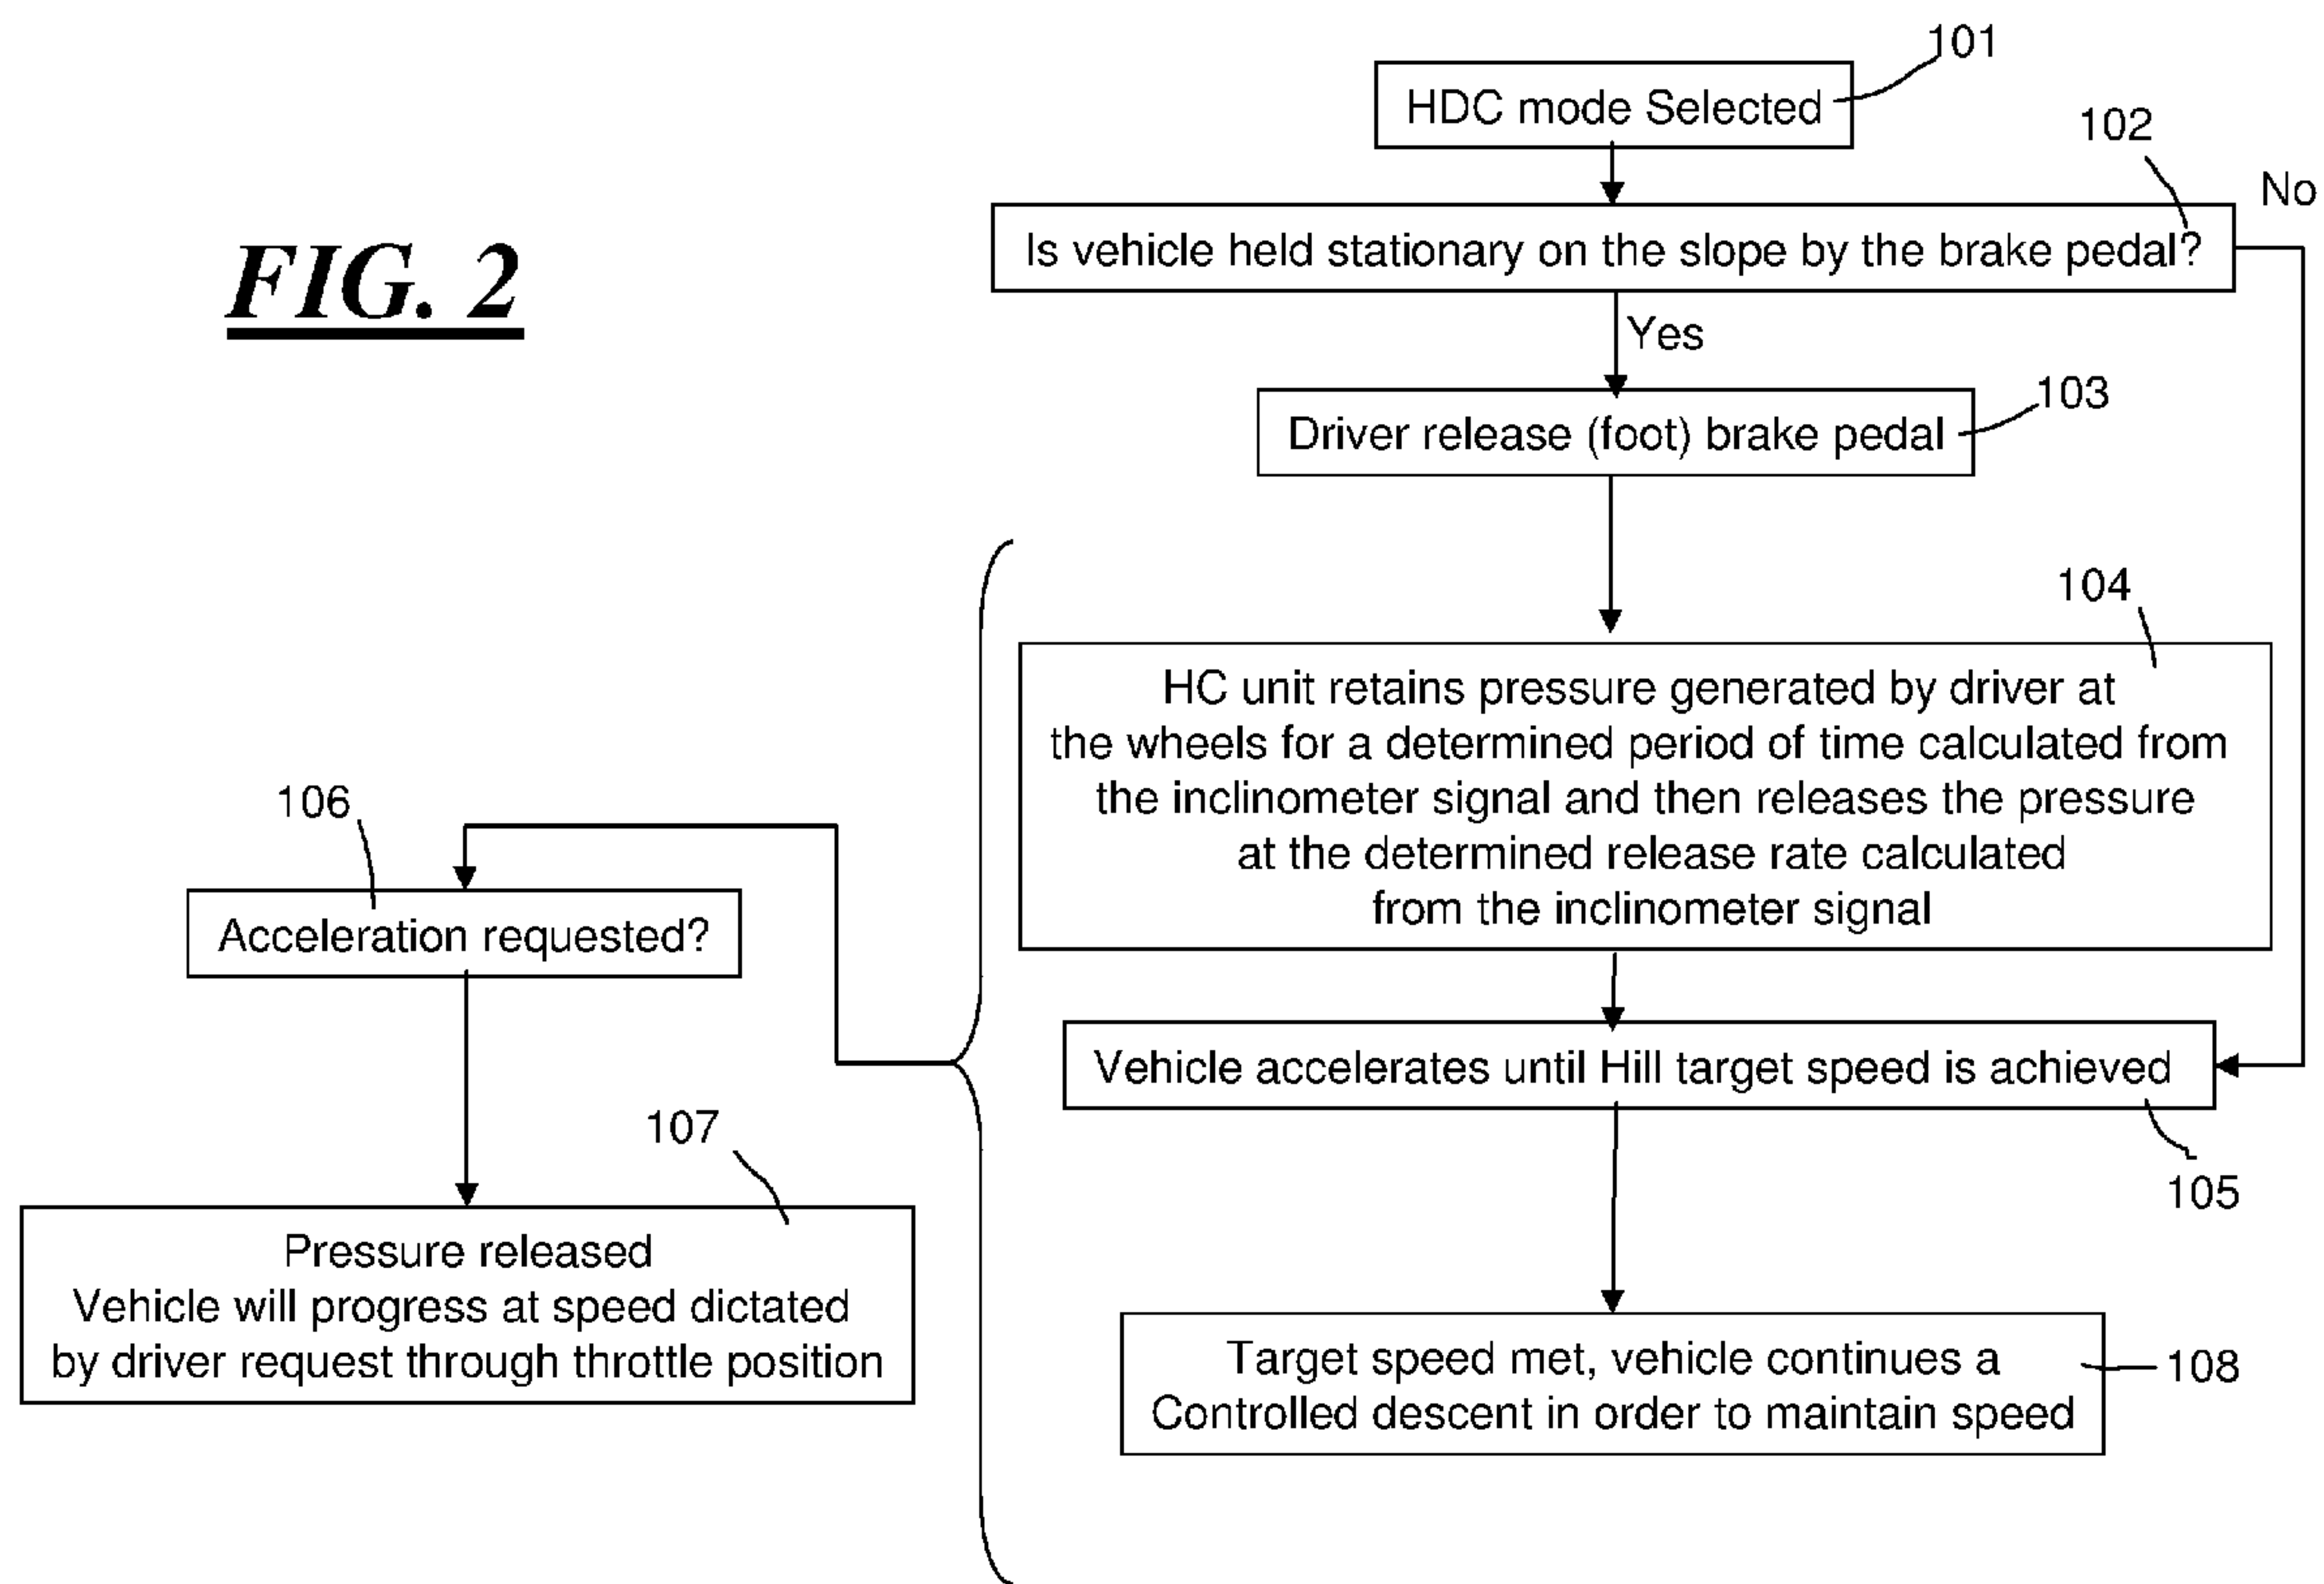 FIG. 2
101
HDC mode Selected
102
No
Is vehicle held stationary on the slope by the brake pedal?
Yes
103
Driver release (foot) brake pedal
104
HC unit retains pressure generated by driver at
the wheels for a determined period of time calculated from
the inclinometer signal and then releases the pressure
at the determined release rate calculated
from the inclinometer signal
106
Acceleration requested?
Vehicle accelerates until Hill target speed is achieved
105
107
Pressure released
Vehicle will progress at speed dictated
by driver request through throttle position
Target speed met, vehicle continues a
Controlled descent in order to maintain speed
108